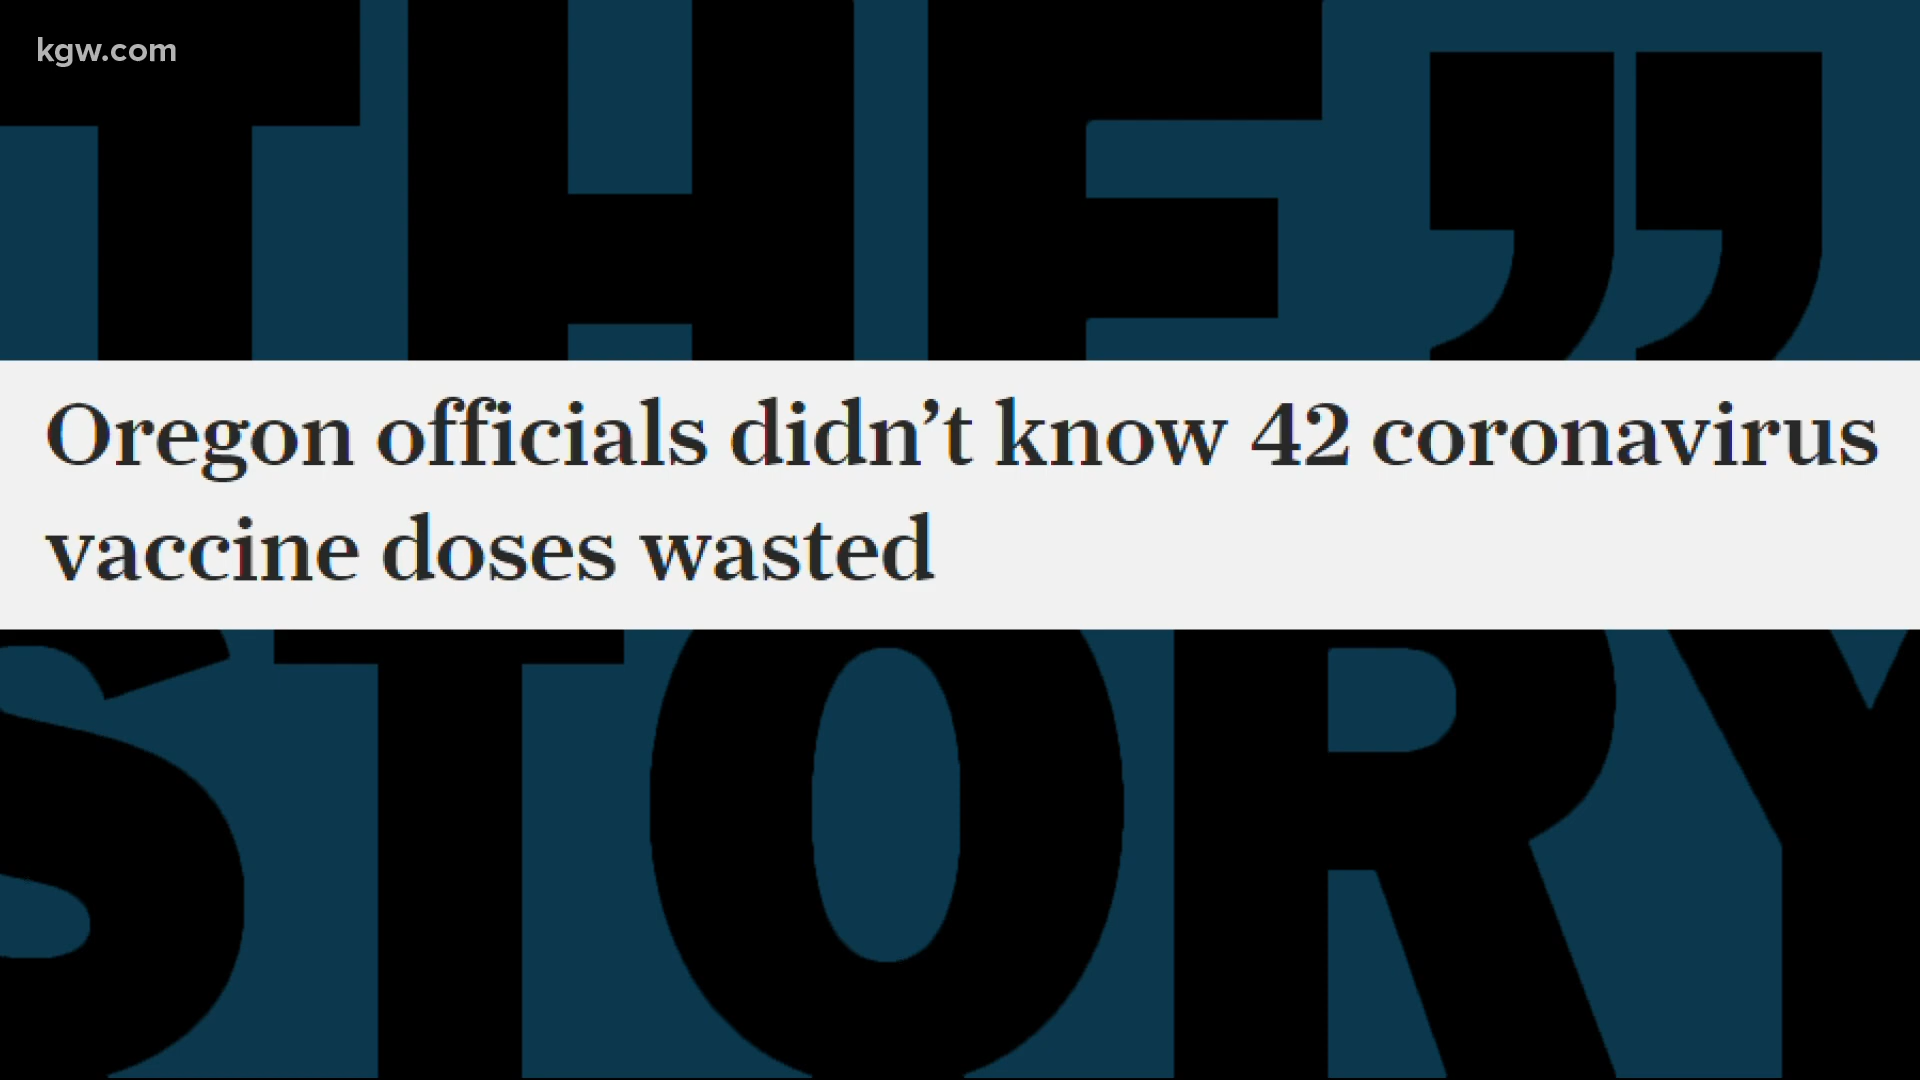 kgw.com
THE”
Oregon officials didn’t know 42 coronavirus
vaccine doses wasted
STORY